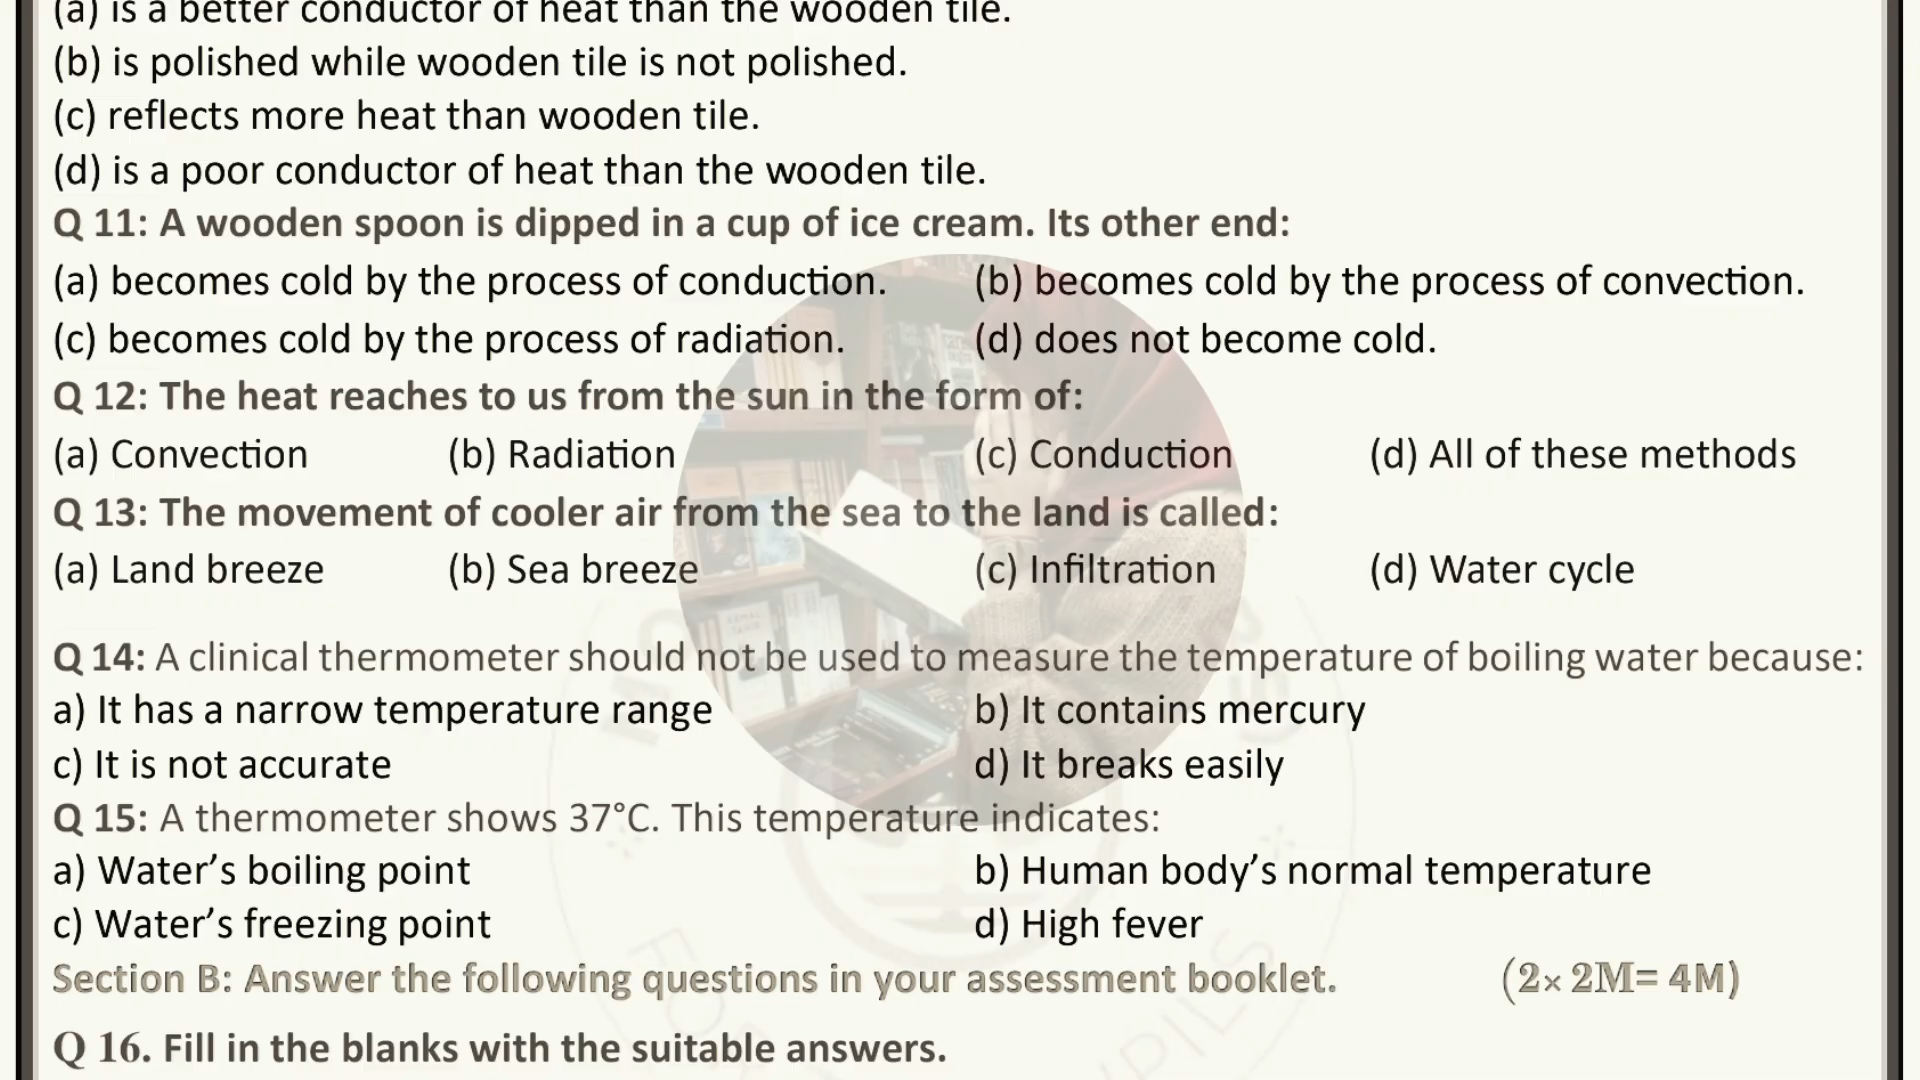 (a) is a better conductor of heat than the wooden tile.
(b) is polished while wooden tile is not polished.
(c) reflects more heat than wooden tile.
(d) is a poor conductor of heat than the wooden tile.
Q 11: A wooden spoon is dipped in a cup of ice cream. Its other end:
(a) becomes cold by the process of conduction. (b) becomes cold by the process of convection.
(c) becomes cold by the process of radiation. (d) does not become cold.
Q 12: The heat reaches to us from the sun in the form of:
(a) Convection (b) Radiation (c) Conduction (d) All of these methods
Q 13: The movement of cooler air from the sea to the land is called:
(a) Land breeze (b) Sea breeze (c) Infiltration (d) Water cycle
Q 14: A clinical thermometer should not be used to measure the temperature of boiling water because:
a) It has a narrow temperature range b) It contains mercury
c) It is not accurate d) It breaks easily
Q 15: A thermometer shows 37°C. This temperature indicates:
a) Water’s boiling point b) Human body’s normal temperature
c) Water’s freezing point d) High fever
Section B: Answer the following questions in your assessment booklet. (2× 2M= 4M)
Q 16. Fill in the blanks with the suitable answers.